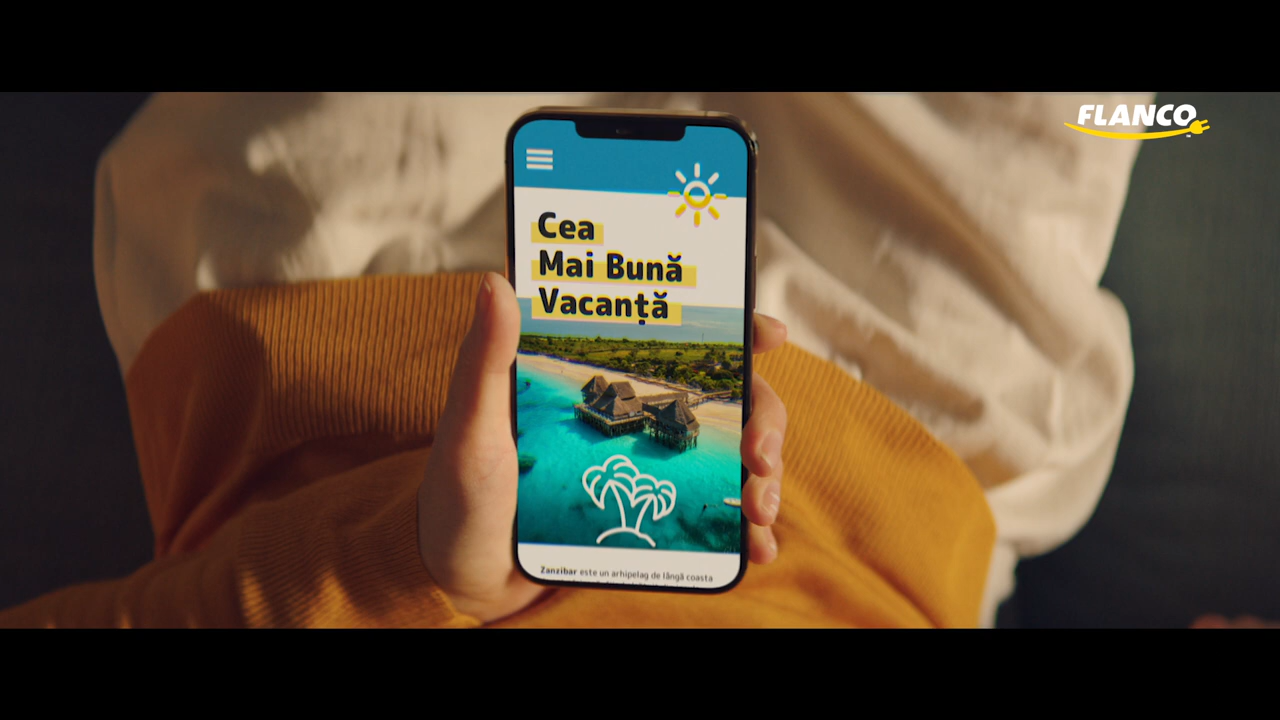 FLANCO
Cea
Mai Bună
Vacanță
Zanzibar este un arhipelag de lângă coasta